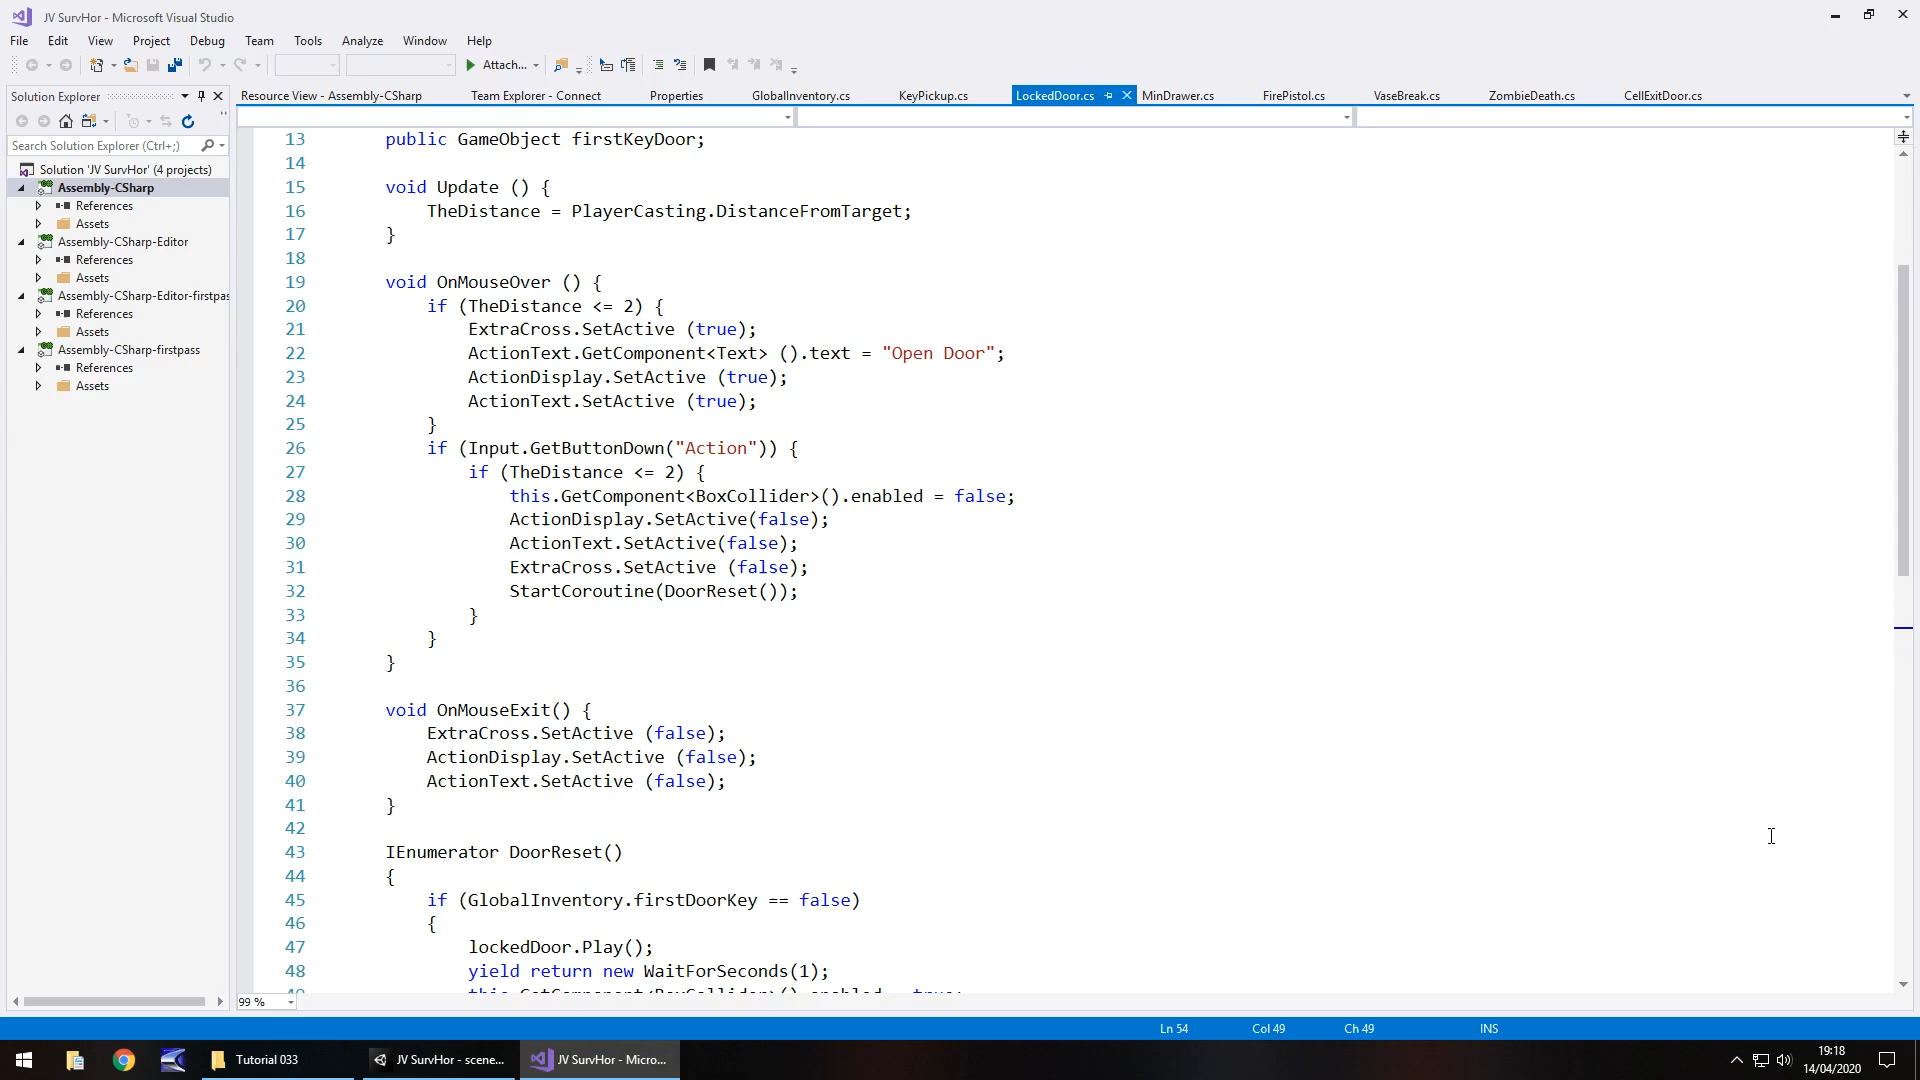 JV SurvHor - Microsoft Visual Studio
File Edit View Project Debug Team Tools Analyze Window Help
Attach...
Solution Explorer
Search Solution Explorer (Ctrl+;)
Solution 'JV SurvHor' (4 projects)
Assembly-CSharp
References
Assets
Assembly-CSharp-Editor
References
Assets
Assembly-CSharp-Editor-firstpas
References
Assets
Assembly-CSharp-firstpass
References
Assets
Resource View - Assembly-CSharp Team Explorer - Connect Properties GlobalInventory.cs KeyPickup.cs LockedDoor.cs MinDrawer.cs FirePistol.cs VaseBreak.cs ZombieDeath.cs CellExitDoor.cs
13 public GameObject firstKeyDoor;
14
15 void Update () {
16 TheDistance = PlayerCasting.DistanceFromTarget;
17 }
18
19 void OnMouseOver () {
20 if (TheDistance <= 2) {
21 ExtraCross.SetActive (true);
22 ActionText.GetComponent<Text> ().text = "Open Door";
23 ActionDisplay.SetActive (true);
24 ActionText.SetActive (true);
25 }
26 if (Input.GetButtonDown("Action")) {
27 if (TheDistance <= 2) {
28 this.GetComponent<BoxCollider>().enabled = false;
29 ActionDisplay.SetActive(false);
30 ActionText.SetActive(false);
31 ExtraCross.SetActive (false);
32 StartCoroutine(DoorReset());
33 }
34 }
35 }
36
37 void OnMouseExit() {
38 ExtraCross.SetActive (false);
39 ActionDisplay.SetActive (false);
40 ActionText.SetActive (false);
41 }
42
43 IEnumerator DoorReset()
44 {
45 if (GlobalInventory.firstDoorKey == false)
46 {
47 lockedDoor.Play();
48 yield return new WaitForSeconds(1);
99 %
Ln 54 Col 49 Ch 49 INS
Tutorial 033
JV SurvHor - scene...
JV SurvHor - Micro...
19:18
14/04/2020